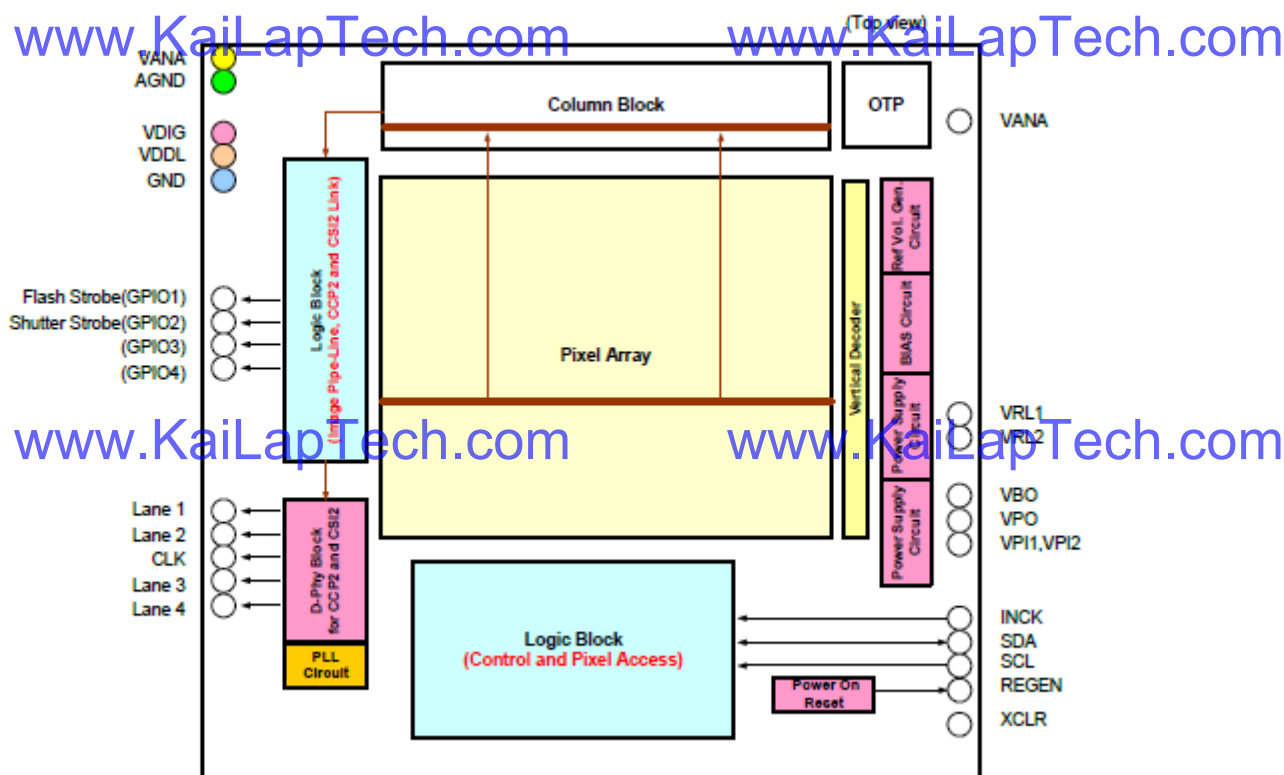 (Top view)
www.KaiLapTech.com
www.KaiLapTech.com
VANA
AGND
VDIG
VDDL
GND
Column Block
OTP
VANA
Logic Block
(Image Pipe-Line, CCP2 and CSI2 Link)
Pixel Array
Vertical Decoder
Ref Vol. Gen.
Circuit
BIAS Circuit
Power Supply
Circuit
Power Supply
Circuit
Flash Strobe(GPIO1)
Shutter Strobe(GPIO2)
(GPIO3)
(GPIO4)
VRL1
VRL2
www.KaiLapTech.com
www.KaiLapTech.com
VBO
VPO
VPI1,VPI2
Lane 1
Lane 2
CLK
Lane 3
Lane 4
D-Phy Block
for CCP2 and CSI2
PLL
Circuit
Logic Block
(Control and Pixel Access)
Power On
Reset
INCK
SDA
SCL
REGEN
XCLR